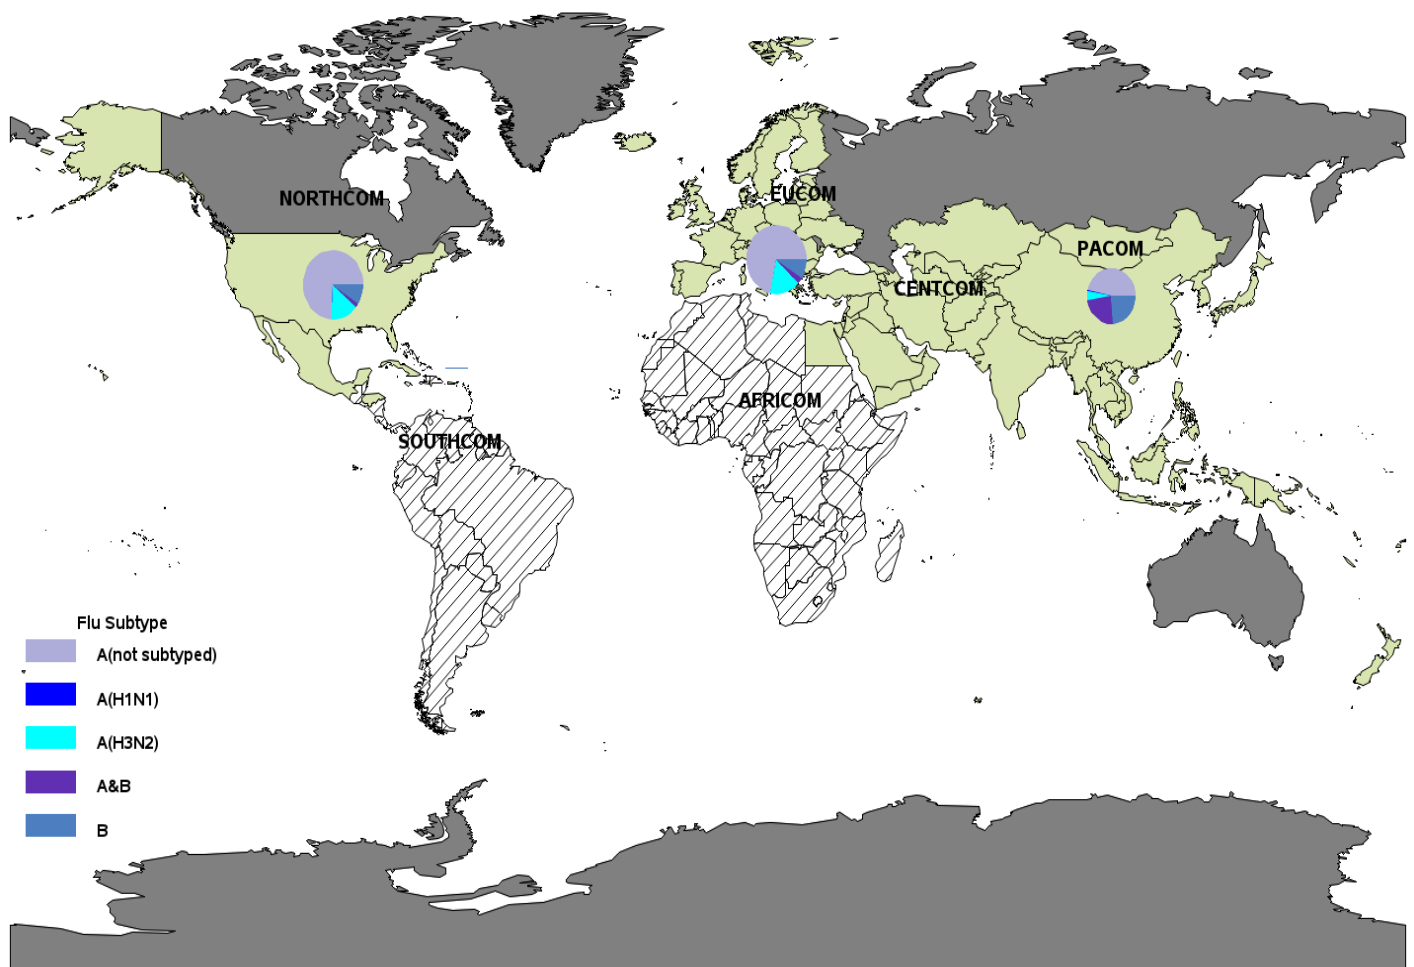 EUCOM
NORTHCOM
PACOM
CENTCOM
AFRICOM
SOUTHCOM
Flu Subtype
A(not subtyped)
A(H1N1)
A(H3N2)
A&B
B